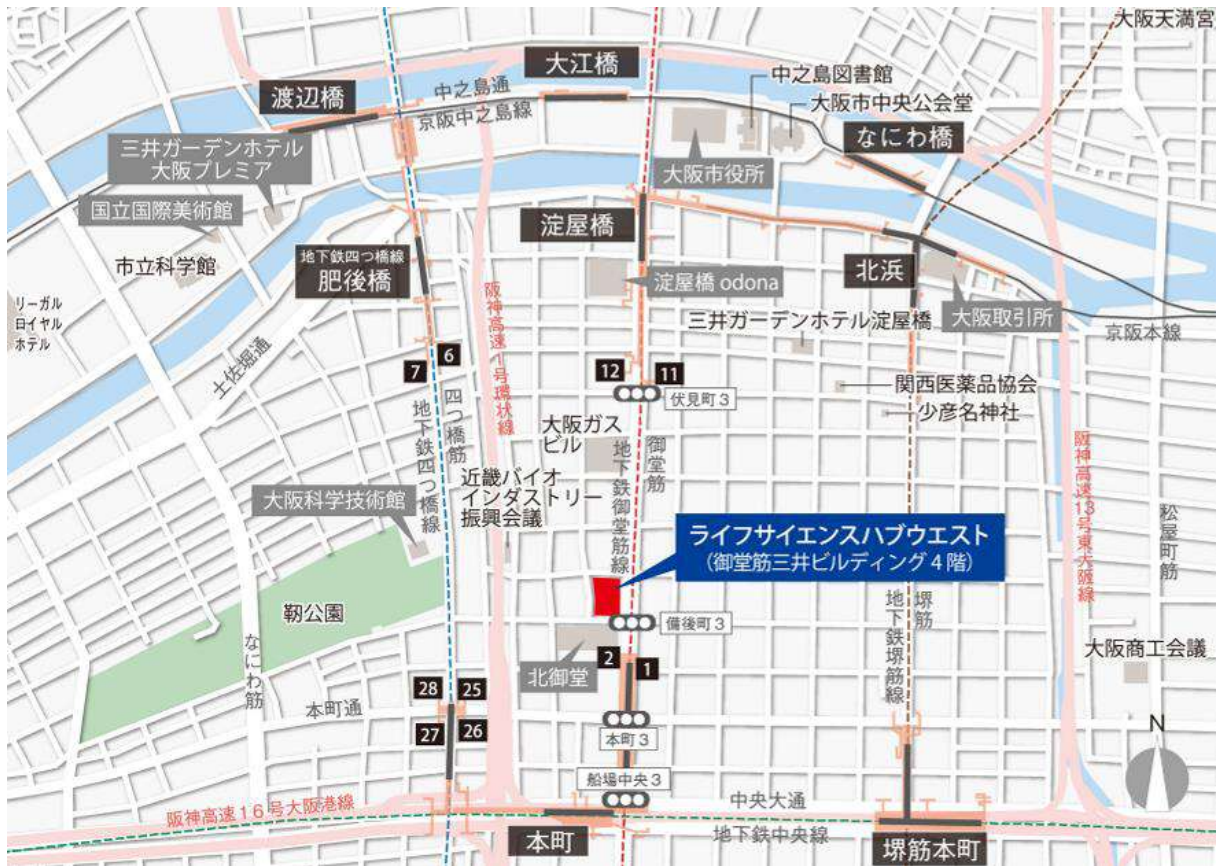 大阪天満宮
大江橋
中之島図書館
渡辺橋
中之島通
京阪中之島線
大阪市中央公会堂
なにわ橋
三井ガーデンホテル
大阪プレミア
大阪市役所
国立国際美術館
淀屋橋
地下鉄四つ橋線
肥後橋
市立科学館
北浜
淀屋橋 odona
リーガル
ロイヤル
ホテル
阪神高速1号環状線
三井ガーデンホテル淀屋橋
大阪取引所
京阪本線
土佐堀通
7
6
12
11
伏見町3
関西医薬品協会
少彦名神社
四つ橋筋
地下鉄四つ橋線
大阪ガス
ビル
御堂筋
地下鉄御堂筋線
阪神高速13号東大阪線
松屋町筋
近畿バイオ
インダストリー
振興会議
大阪科学技術館
ライフサイエンスハブウエスト
(御堂筋三井ビルディング4階)
靭公園
備後町3
堺筋
地下鉄堺筋線
なにわ筋
北御堂
2
1
大阪商工会議所
28
25
本町通
27
26
本町3
N
船場中央3
阪神高速16号大阪港線
中央大通
本町
地下鉄中央線
堺筋本町